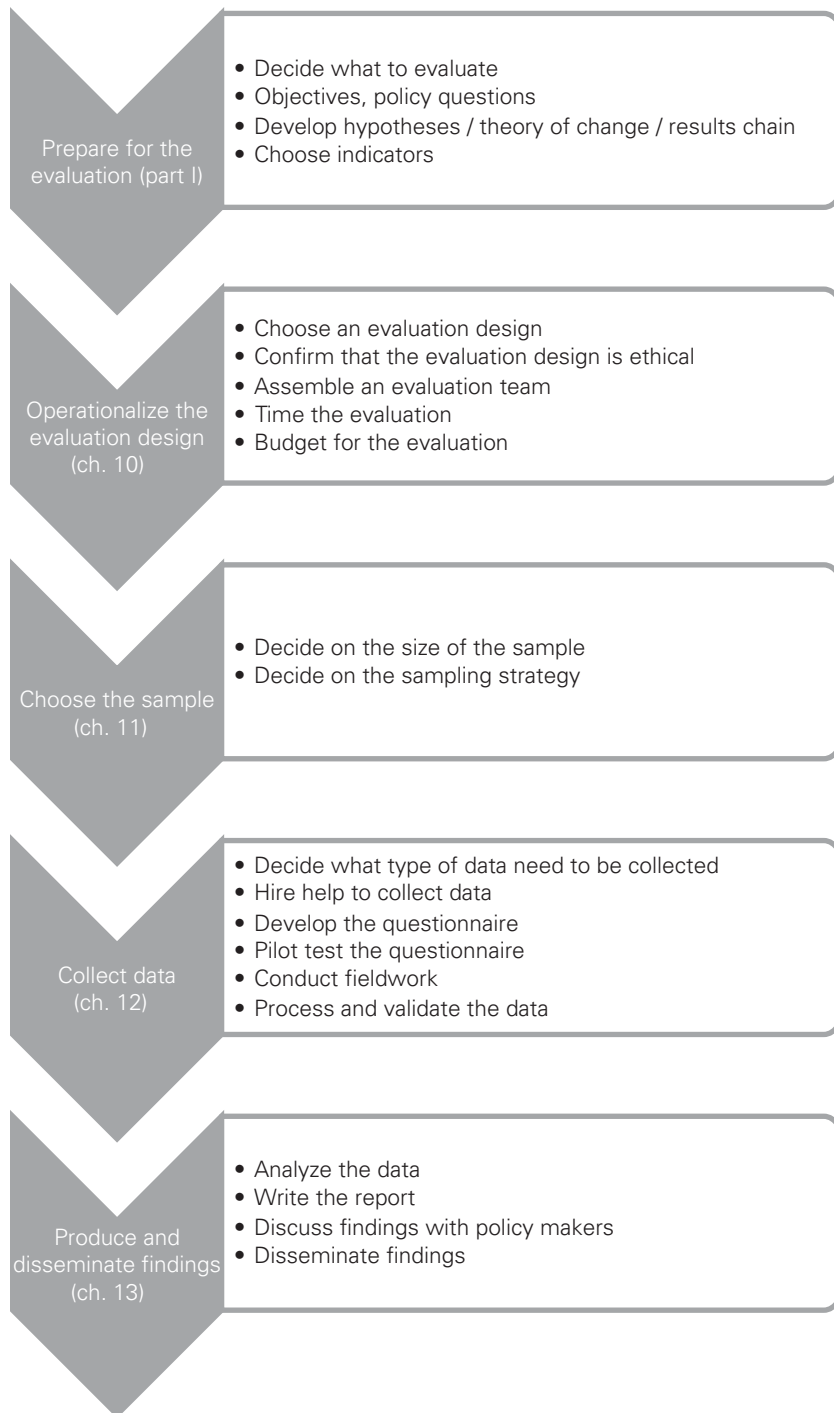 Prepare for the
evaluation (part I)
• Decide what to evaluate
• Objectives, policy questions
• Develop hypotheses / theory of change / results chain
• Choose indicators
Operationalize the
evaluation design
(ch. 10)
• Choose an evaluation design
• Confirm that the evaluation design is ethical
• Assemble an evaluation team
• Time the evaluation
• Budget for the evaluation
Choose the sample
(ch. 11)
• Decide on the size of the sample
• Decide on the sampling strategy
Collect data
(ch. 12)
• Decide what type of data need to be collected
• Hire help to collect data
• Develop the questionnaire
• Pilot test the questionnaire
• Conduct fieldwork
• Process and validate the data
Produce and
disseminate findings
(ch. 13)
• Analyze the data
• Write the report
• Discuss findings with policy makers
• Disseminate findings